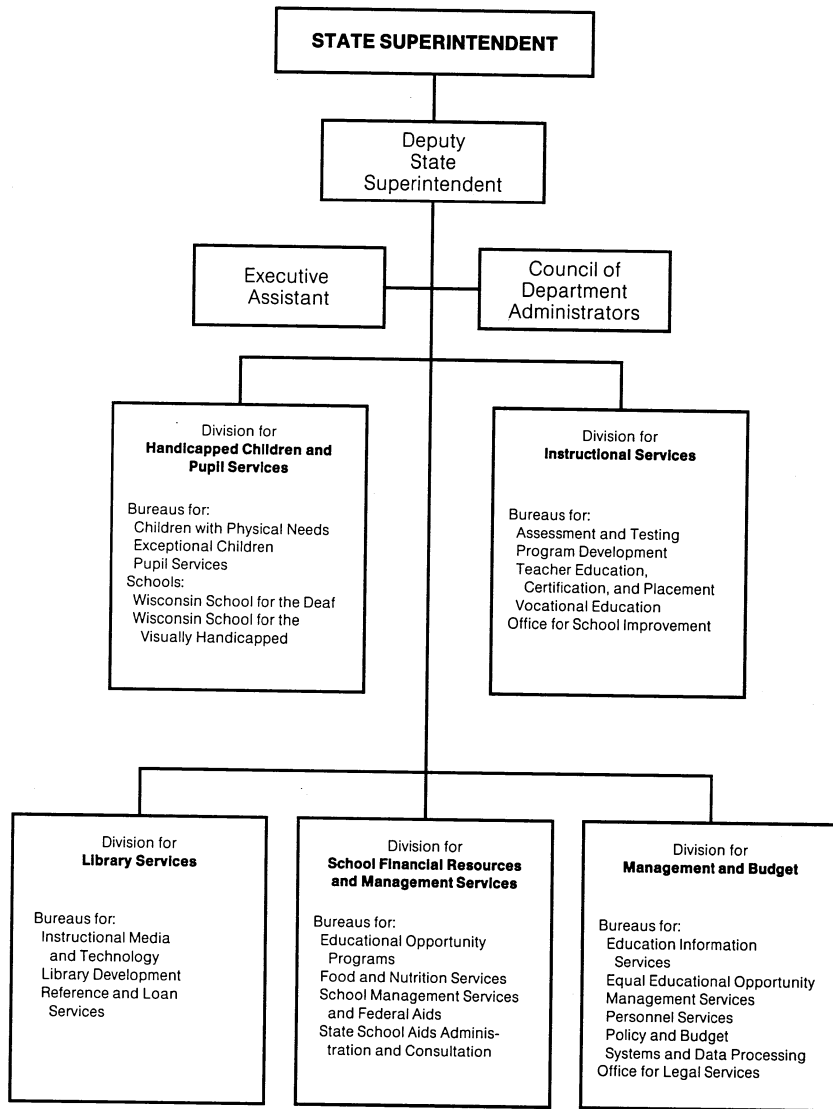 STATE SUPERINTENDENT
Deputy
State
Superintendent
Executive
Assistant
Council of
Department
Administrators
Division for
Handicapped Children and
Pupil Services
Bureaus for:
Children with Physical Needs
Exceptional Children
Pupil Services
Schools:
Wisconsin School for the Deaf
Wisconsin School for the
Visually Handicapped
Division for
Instructional Services
Bureaus for:
Assessment and Testing
Program Development
Teacher Education,
Certification, and Placement
Vocational Education
Office for School Improvement
Division for
Library Services
Bureaus for:
Instructional Media
and Technology
Library Development
Reference and Loan
Services
Division for
School Financial Resources
and Management Services
Bureaus for:
Educational Opportunity
Programs
Food and Nutrition Services
School Management Services
and Federal Aids
State School Aids Adminis-
tration and Consultation
Division for
Management and Budget
Bureaus for:
Education Information
Services
Equal Educational Opportunity
Management Services
Personnel Services
Policy and Budget
Systems and Data Processing
Office for Legal Services